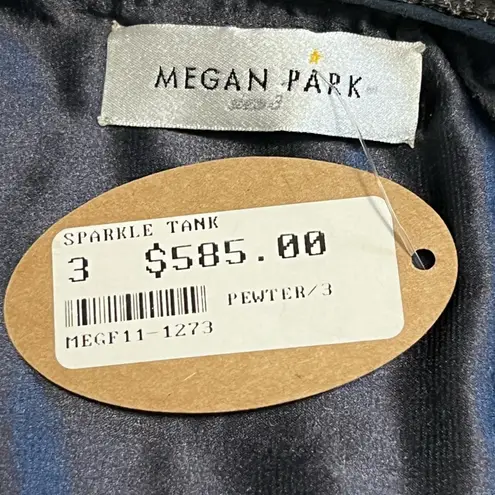 MEGAN PARK
SPARKLE TANK
3 $585.00
PEWTER/3
MEGF11-1273